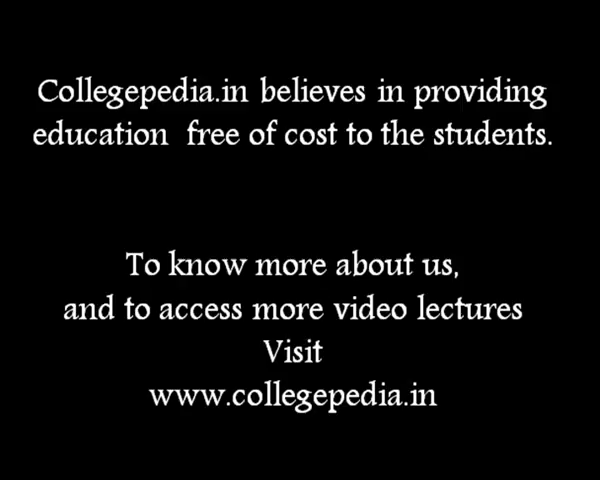 Collegepedia.in believes in providing
education free of cost to the students.
To know more about us,
and to access more video lectures
Visit
www.collegepedia.in